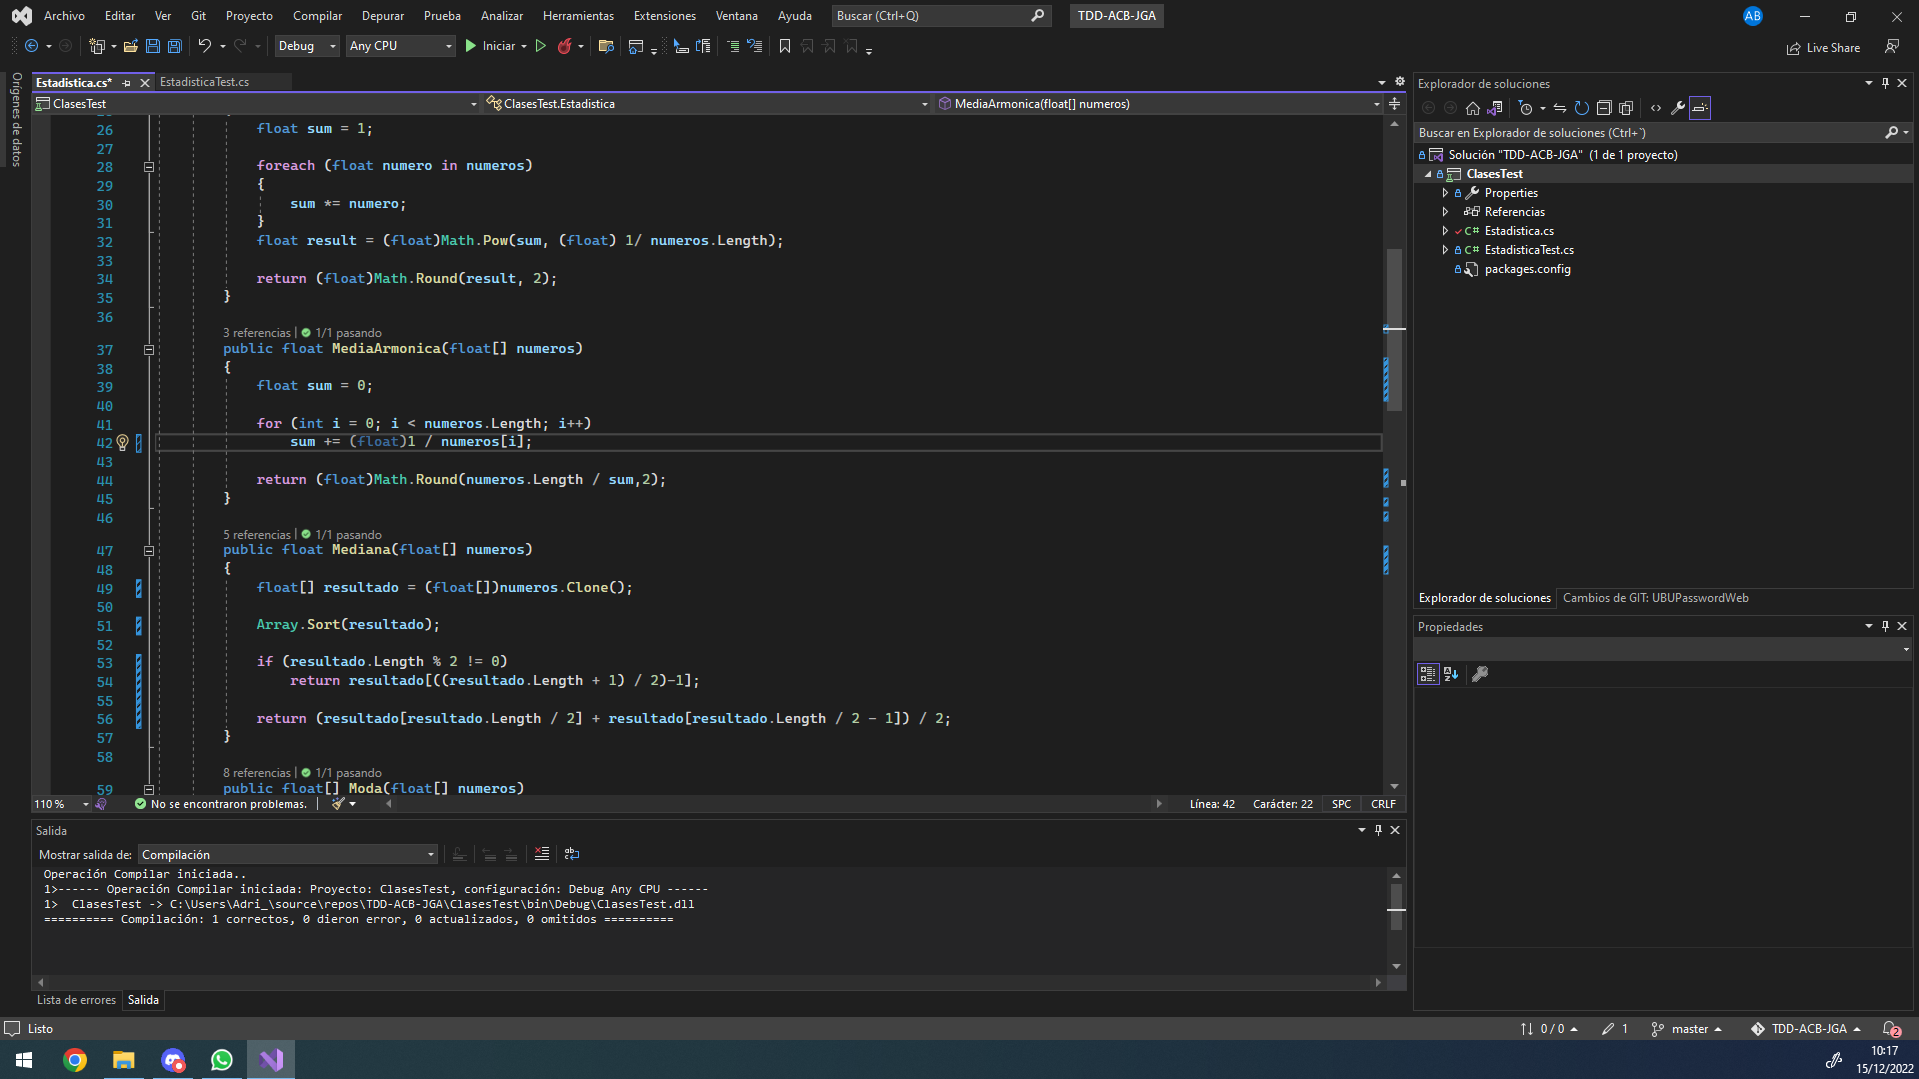 Archivo Editar Ver Git Proyecto Compilar Depurar Prueba Analizar Herramientas Extensiones Ventana Ayuda Buscar (Ctrl+Q) TDD-ACB-JGA AB
Debug Any CPU Iniciar Live Share
Orígenes de datos
Estadistica.cs* EstadisticaTest.cs
ClasesTest ClasesTest.Estadistica MediaArmonica(float[] numeros)
26 float sum = 1;
27
28 foreach (float numero in numeros)
29 {
30 sum *= numero;
31 }
32 float result = (float)Math.Pow(sum, (float) 1/ numeros.Length);
33
34 return (float)Math.Round(result, 2);
35 }
36
3 referencias | 1/1 pasando
37 public float MediaArmonica(float[] numeros)
38 {
39 float sum = 0;
40
41 for (int i = 0; i < numeros.Length; i++)
42 sum += (float)1 / numeros[i];
43
44 return (float)Math.Round(numeros.Length / sum,2);
45 }
46
5 referencias | 1/1 pasando
47 public float Mediana(float[] numeros)
48 {
49 float[] resultado = (float[])numeros.Clone();
50
51 Array.Sort(resultado);
52
53 if (resultado.Length % 2 != 0)
54 return resultado[((resultado.Length + 1) / 2)-1];
55
56 return (resultado[resultado.Length / 2] + resultado[resultado.Length / 2 - 1]) / 2;
57 }
58
8 referencias | 1/1 pasando
59 public float[] Moda(float[] numeros)
110 % No se encontraron problemas. Línea: 42 Carácter: 22 SPC CRLF
Salida
Mostrar salida de: Compilación
Operación Compilar iniciada..
1>------ Operación Compilar iniciada: Proyecto: ClasesTest, configuración: Debug Any CPU ------
1> ClasesTest -> C:\Users\Adri_\source\repos\TDD-ACB-JGA\ClasesTest\bin\Debug\ClasesTest.dll
========== Compilación: 1 correctos, 0 dieron error, 0 actualizados, 0 omitidos ==========
Lista de errores Salida
Explorador de soluciones
Buscar en Explorador de soluciones (Ctrl+`)
Solución "TDD-ACB-JGA" (1 de 1 proyecto)
ClasesTest
Properties
Referencias
C# Estadistica.cs
C# EstadisticaTest.cs
packages.config
Explorador de soluciones Cambios de GIT: UBUPasswordWeb
Propiedades
Listo 0 / 0 1 master TDD-ACB-JGA 2
10:17
15/12/2022